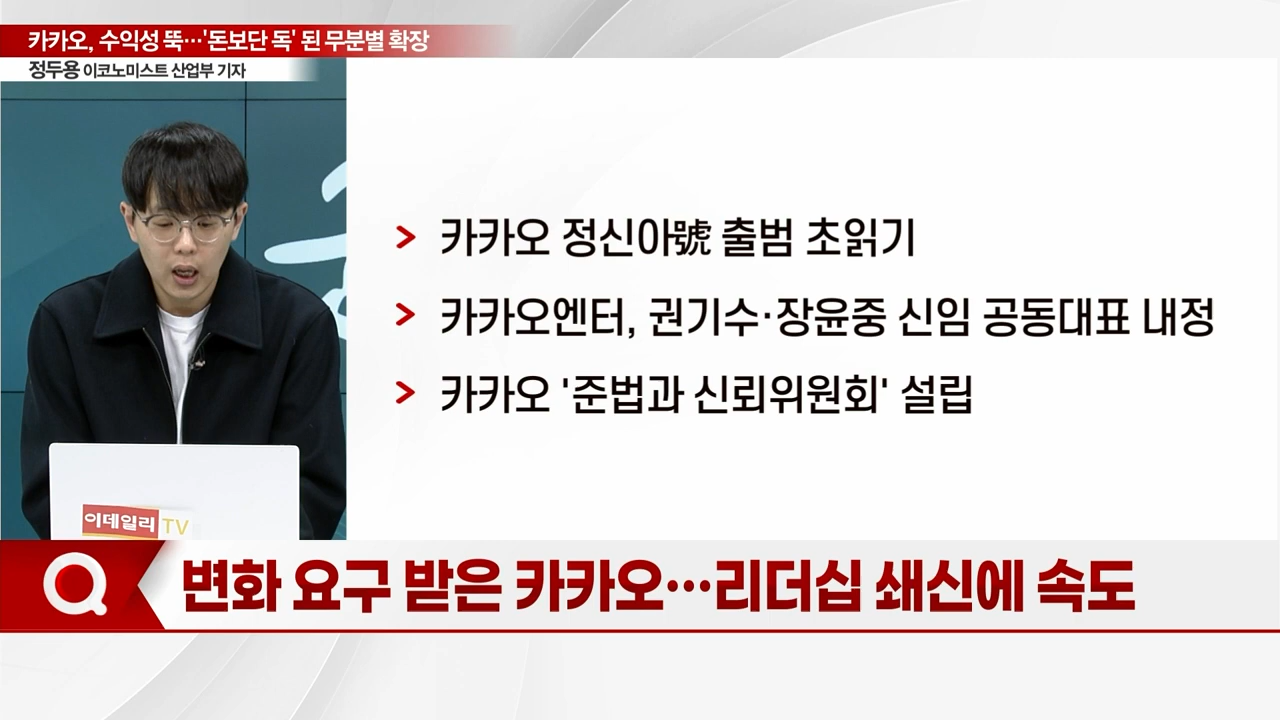 카카오, 수익성 뚝…'돈보단 독' 된 무분별 확장
정두용 이코노미스트 산업부 기자
> 카카오 정신아號 출범 초읽기
> 카카오엔터, 권기수·장윤중 신임 공동대표 내정
> 카카오 '준법과 신뢰위원회' 설립
이데일리 TV
Q 변화 요구 받은 카카오…리더십 쇄신에 속도